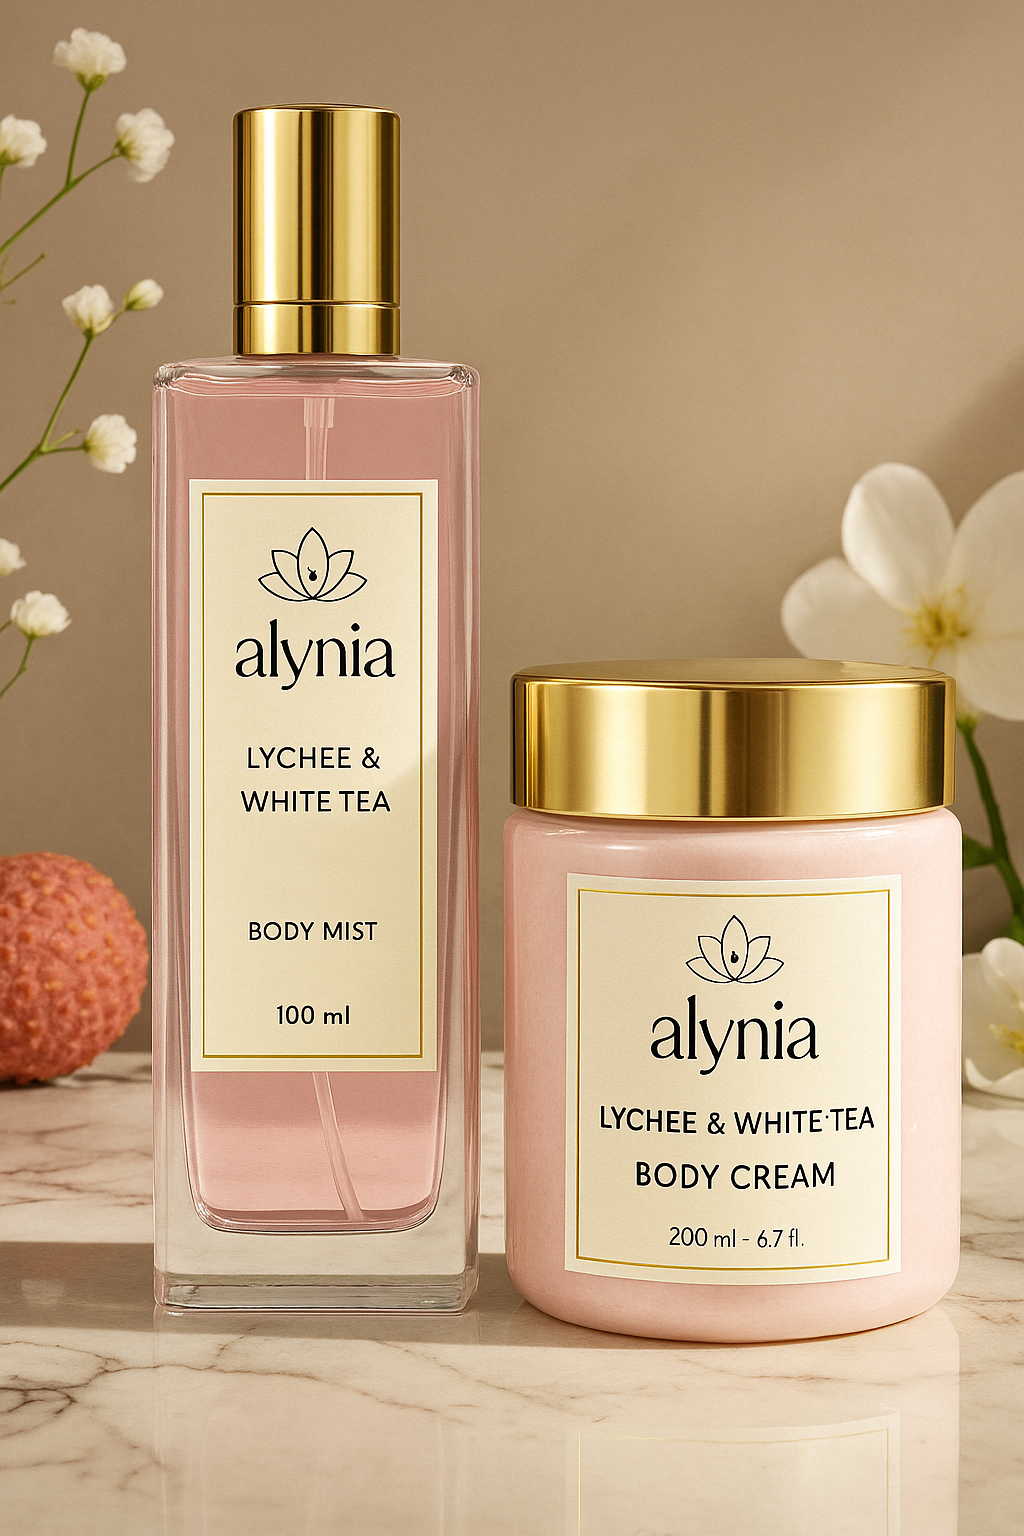 alynia
LYCHEE &
WHITE TEA
BODY MIST
100 ml
alynia
LYCHEE & WHITE·TEA
BODY CREAM
200 ml - 6.7 fl.